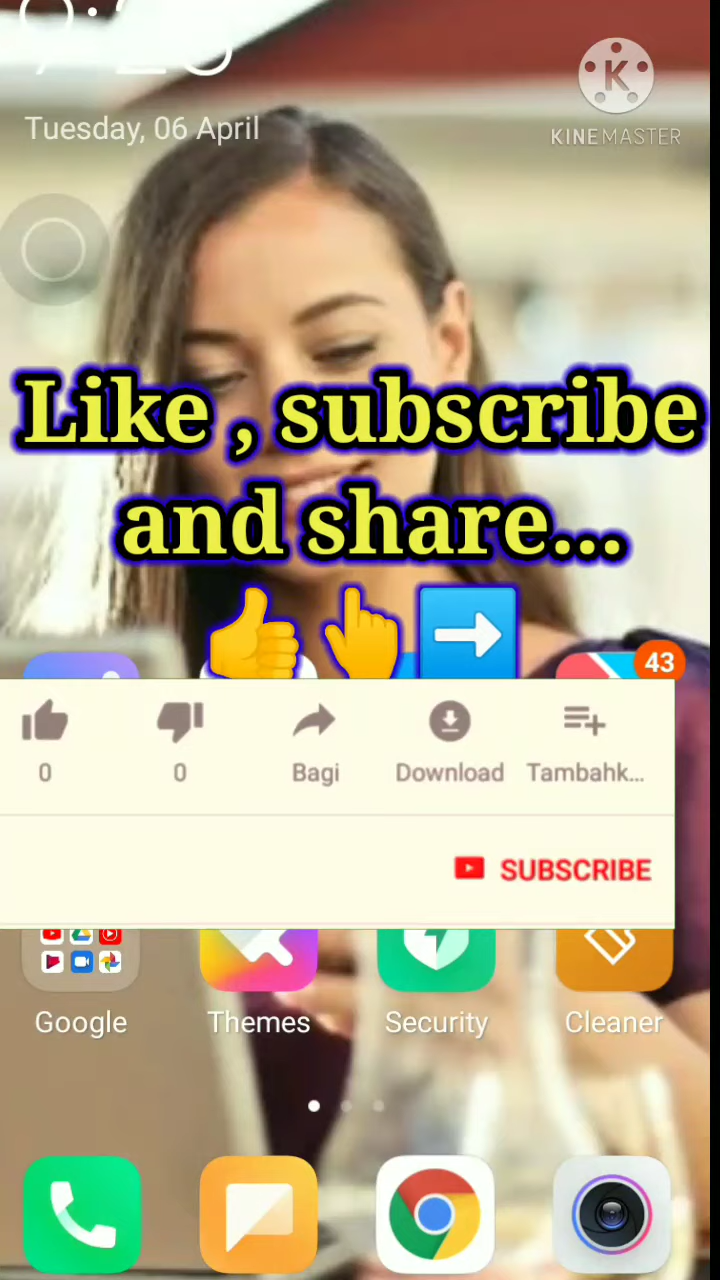 Tuesday, 06 April
KINEMASTER
Like , subscribe
and share...
43
0 0 Bagi Download Tambahk...
SUBSCRIBE
Google Themes Security Cleaner